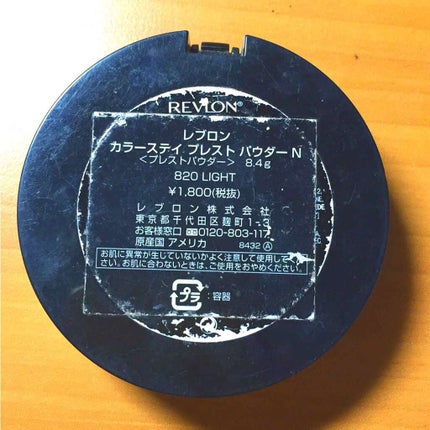 REVLON®
レブロン
カラーステイ プレスト パウダー N
<プレストパウダー> 8.4g
820 LIGHT
¥1,800(税抜)
レブロン株式会社
東京都千代田区麹町1-3
お客様窓口 0120-803-117
原産国 アメリカ 8432 Ⓐ
お肌に異常が生じていないかよく注意して使用して
さい。お肌に合わないときは、ご使用をおやめください。
プラ :容器